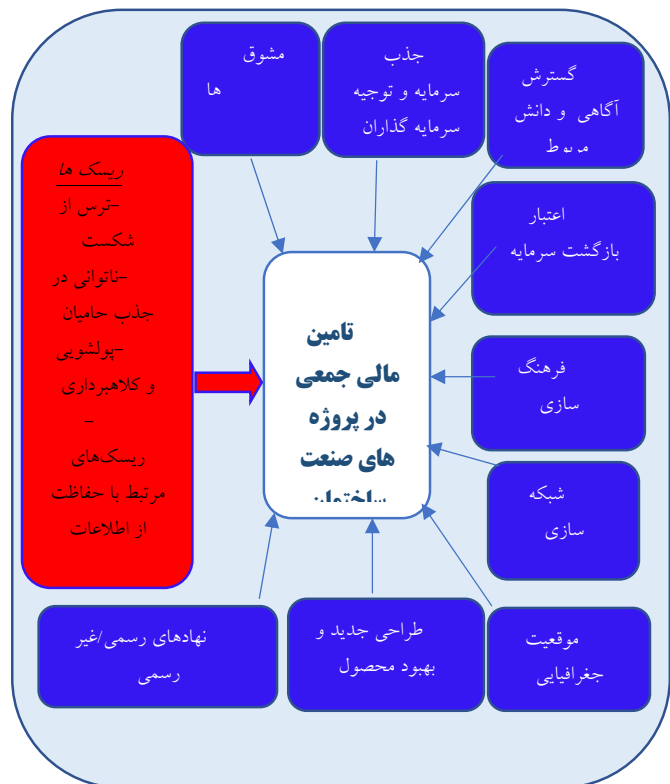 مشوق
ها
جذب
سرمایه و توجیه
سرمایه گذاران
گسترش
آگاهی و دانش
مربوط
ریسک ها
-ترس از
شکست
-ناتوانی در
جذب حامیان
-پولشویی
و کلاهبرداری
-
ریسک‌های
مرتبط با حفاظت
از اطلاعات
اعتبار
بازگشت سرمایه
تامین
مالی جمعی
در پروژه
های صنعت
ساختمان
فرهنگ
سازی
شبکه
سازی
موقعیت
جغرافیایی
طراحی جدید و
بهبود محصول
نهادهای رسمی/غیر
رسمی